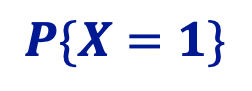 P{X = 1}